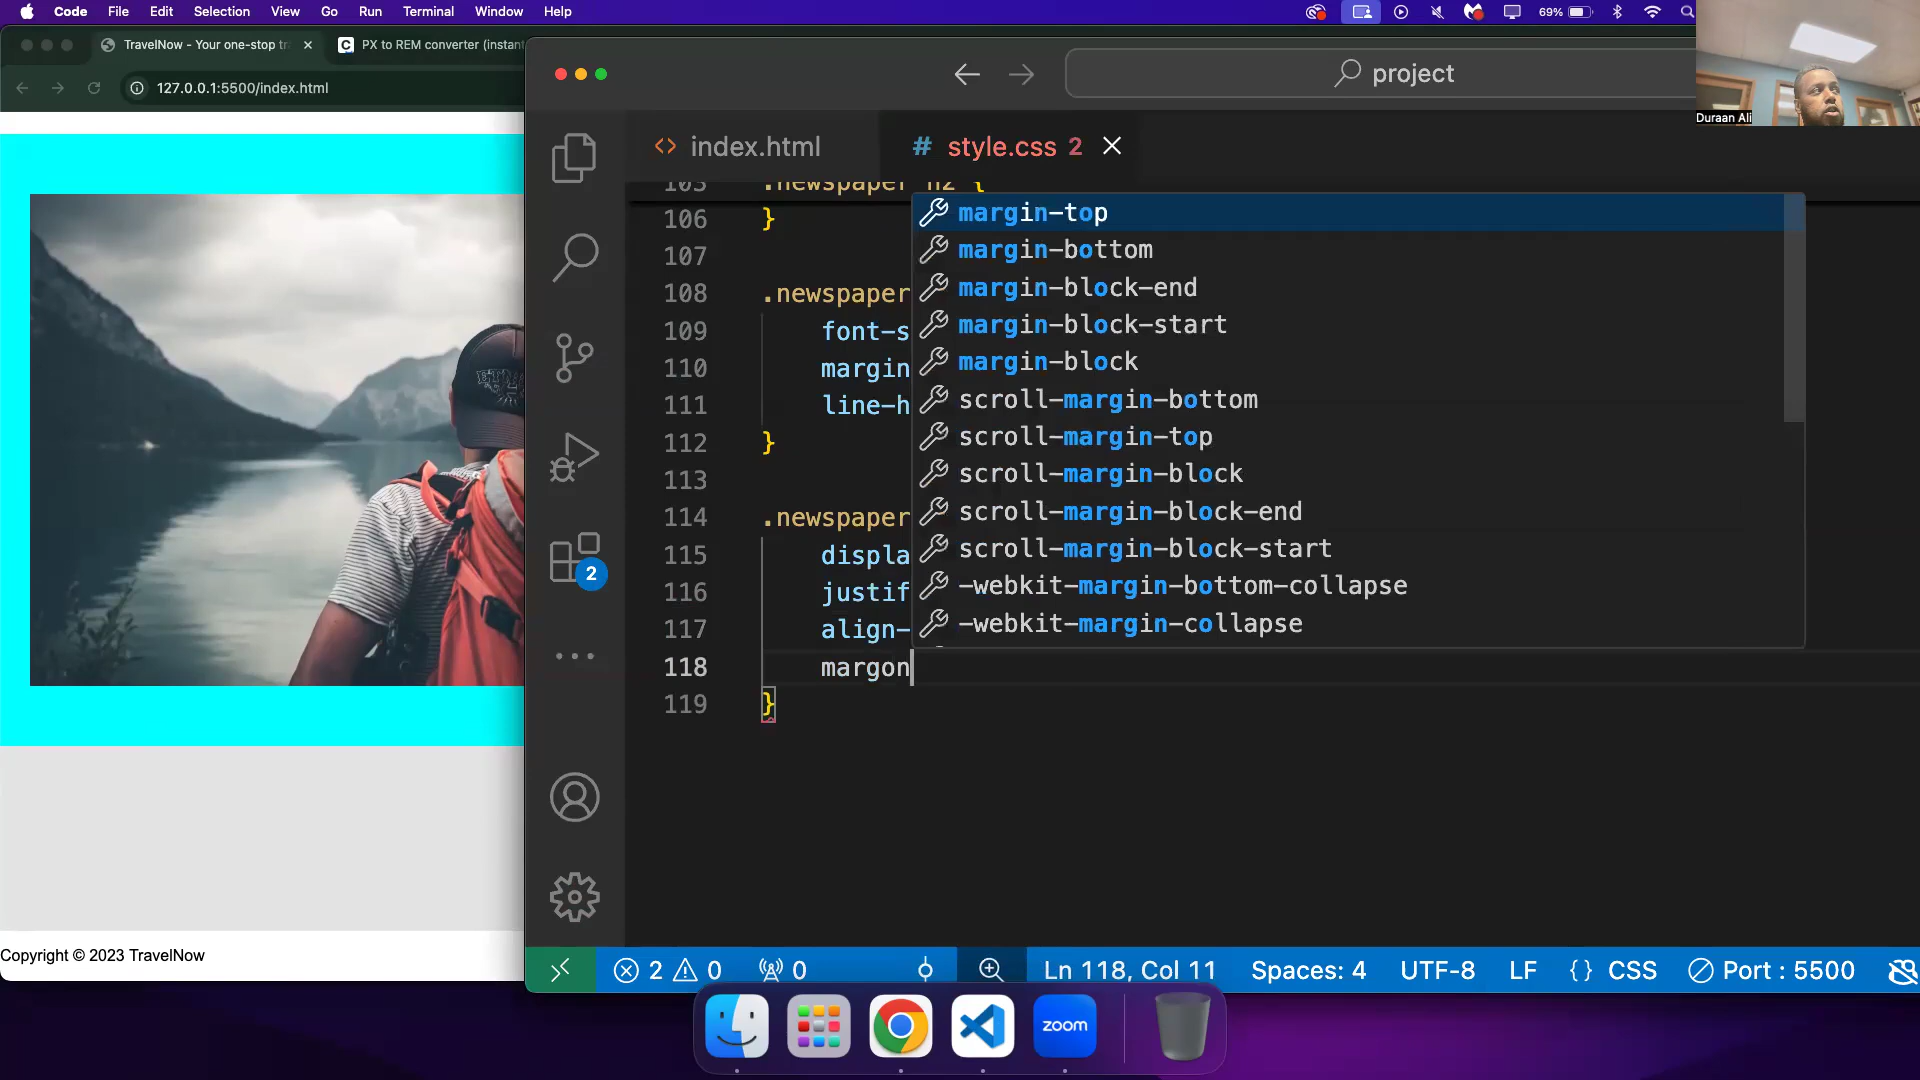 Code File Edit Selection View Go Run Terminal Window Help 69%
TravelNow - Your one-stop tr
PX to REM converter (instant
127.0.0.1:5500/index.html
project
Duraan Ali
index.html
style.css 2
105 .newspaper h2 {
106 }
107
108 .newspaper
109 font-s
110 margin
111 line-h
112 }
113
114 .newspaper
115 displa
116 justif
117 align-
118 margon
119 }
margin-top
margin-bottom
margin-block-end
margin-block-start
margin-block
scroll-margin-bottom
scroll-margin-top
scroll-margin-block
scroll-margin-block-end
scroll-margin-block-start
-webkit-margin-bottom-collapse
-webkit-margin-collapse
2
Copyright © 2023 TravelNow
2 0 0 Ln 118, Col 11 Spaces: 4 UTF-8 LF {} CSS Port : 5500
zoom